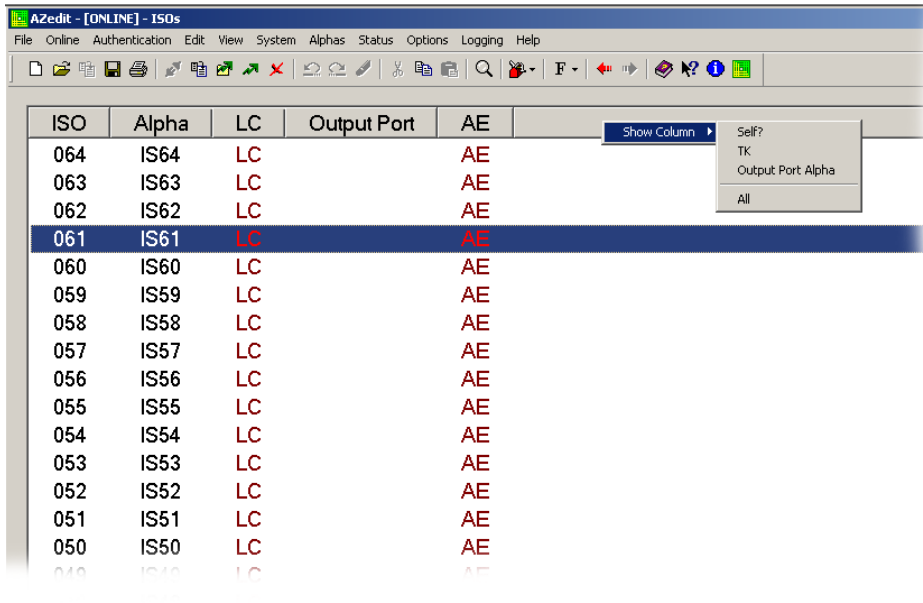 AZedit - [ONLINE] - ISOs
File Online Authentication Edit View System Alphas Status Options Logging Help
F
ISO Alpha LC Output Port AE
Show Column
Self?
TK
Output Port Alpha
All
064 IS64 LC AE
063 IS63 LC AE
062 IS62 LC AE
061 IS61 LC AE
060 IS60 LC AE
059 IS59 LC AE
058 IS58 LC AE
057 IS57 LC AE
056 IS56 LC AE
055 IS55 LC AE
054 IS54 LC AE
053 IS53 LC AE
052 IS52 LC AE
051 IS51 LC AE
050 IS50 LC AE
049 IS49 LC AE